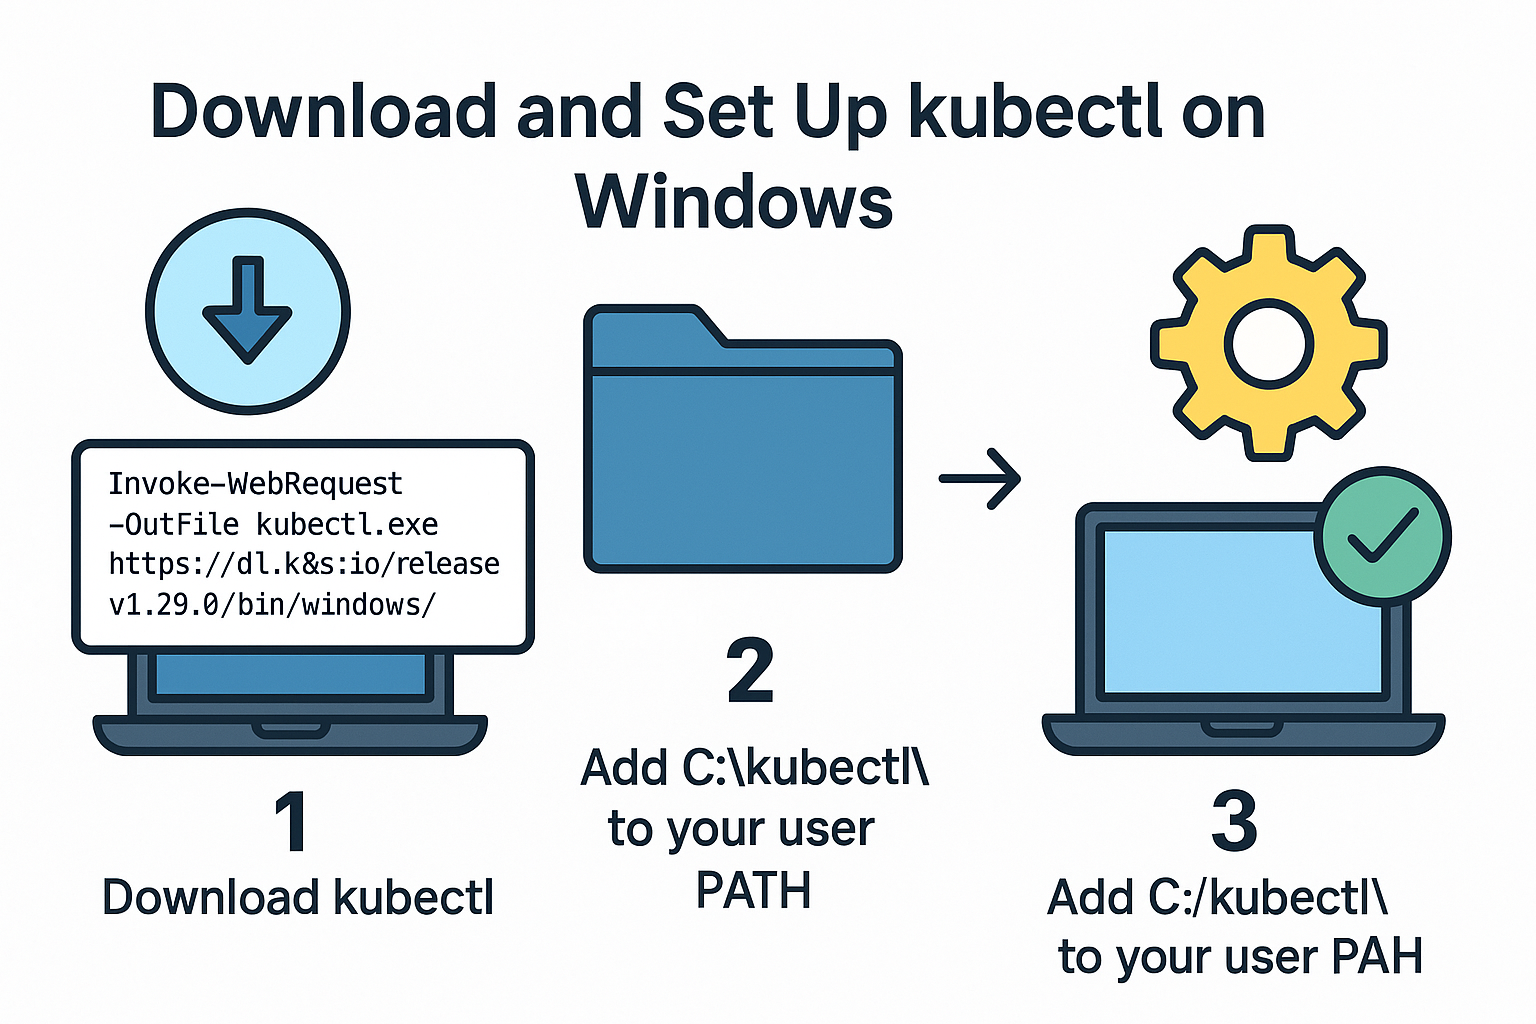 Download and Set Up kubectl on
Windows
Invoke-WebRequest
-OutFile kubectl.exe
https://dl.k&s:io/release
v1.29.0/bin/windows/
1
Download kubectl
2
Add C:\kubectl\
to your user
PATH
3
Add C:/kubectl\
to your user PAH